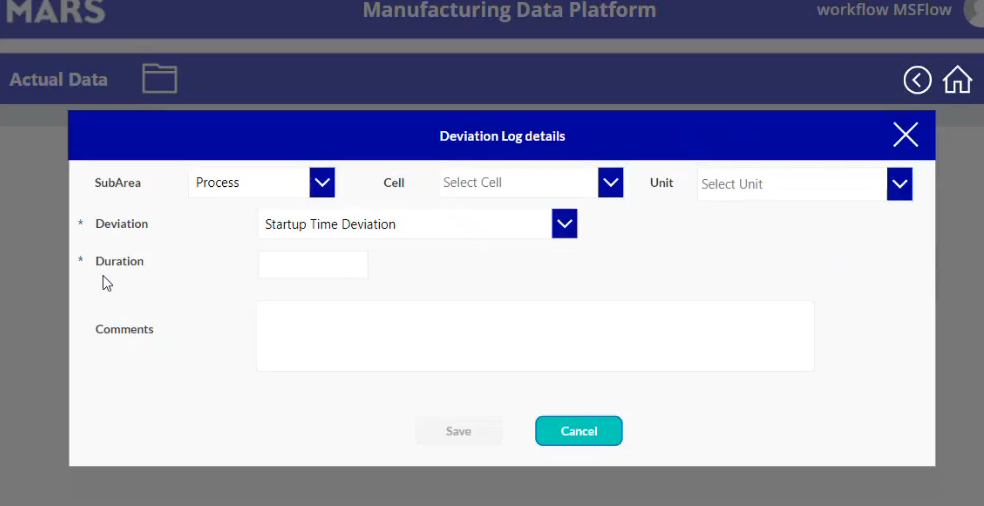 MARS
Manufacturing Data Platform
workflow MSFlow
Actual Data
Deviation Log details
SubArea Process Cell Select Cell Unit Select Unit
* Deviation Startup Time Deviation
* Duration
Comments
Save Cancel